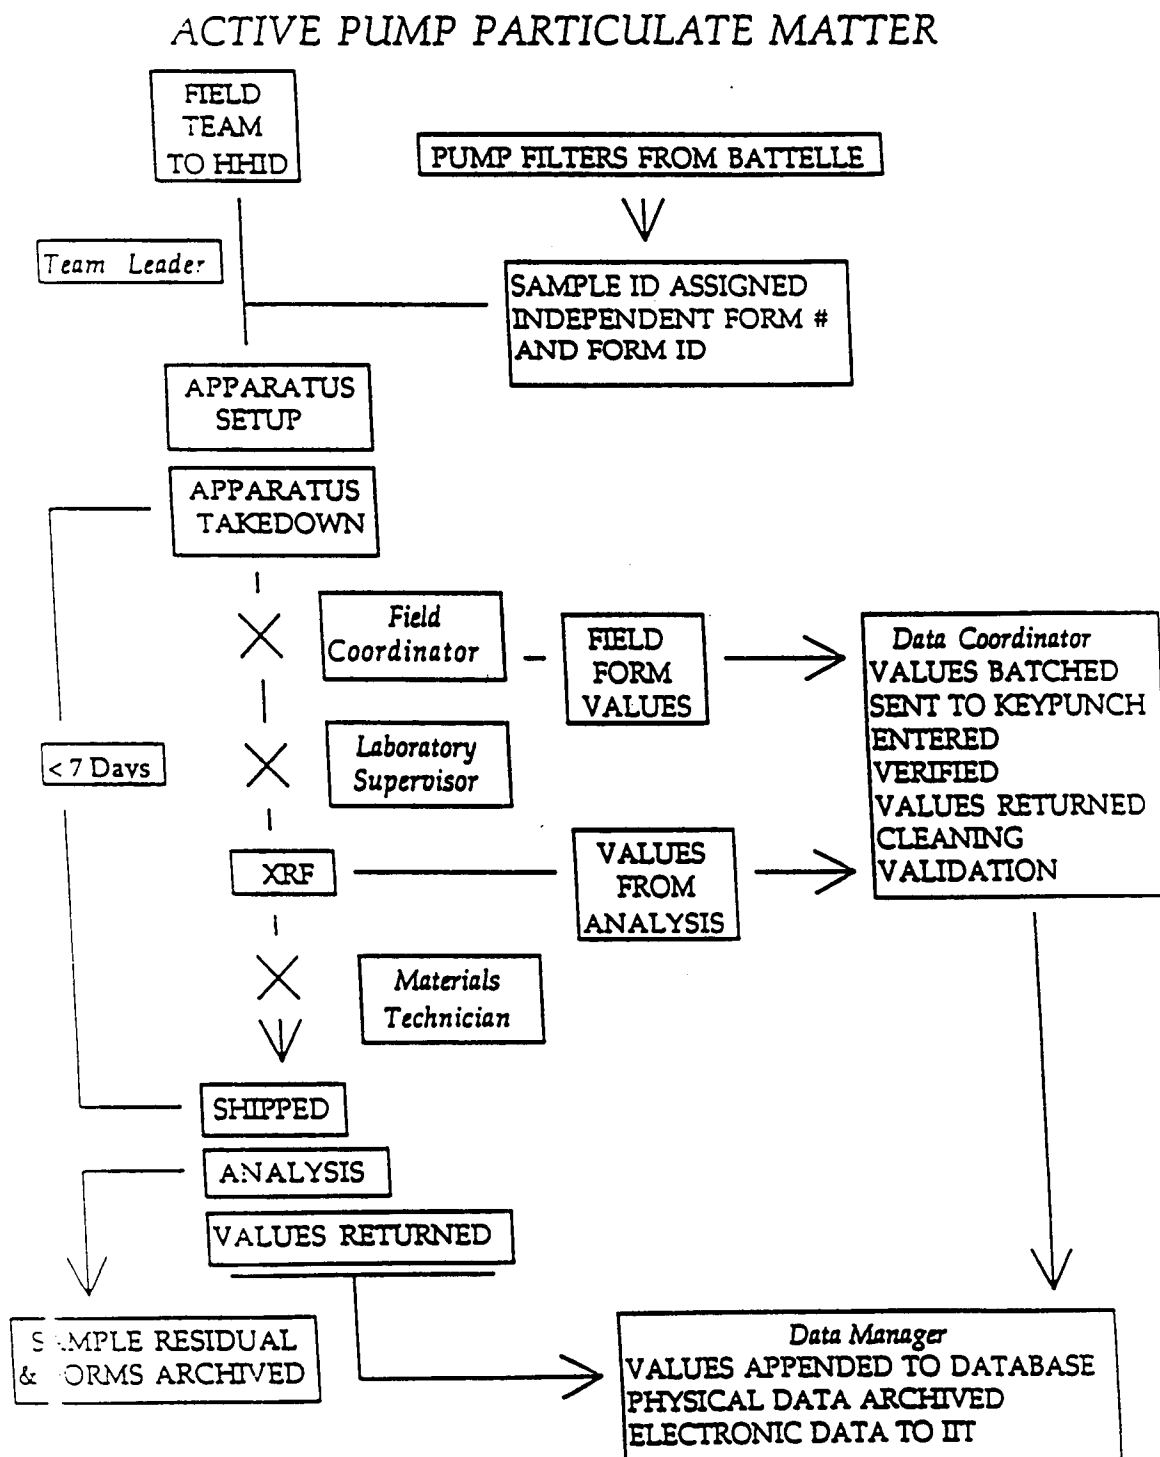 ACTIVE PUMP PARTICULATE MATTER
FIELD
TEAM
TO HHID
PUMP FILTERS FROM BATTELLE
Team Leader
SAMPLE ID ASSIGNED
INDEPENDENT FORM #
AND FORM ID
APPARATUS
SETUP
APPARATUS
TAKEDOWN
Field
Coordinator
FIELD
FORM
VALUES
Data Coordinator
VALUES BATCHED
SENT TO KEYPUNCH
ENTERED
VERIFIED
VALUES RETURNED
CLEANING
VALIDATION
<7 Days
Laboratory
Supervisor
XRF
VALUES
FROM
ANALYSIS
Materials
Technician
SHIPPED
ANALYSIS
VALUES RETURNED
SAMPLE RESIDUAL
& FORMS ARCHIVED
Data Manager
VALUES APPENDED TO DATABASE
PHYSICAL DATA ARCHIVED
ELECTRONIC DATA TO IIT